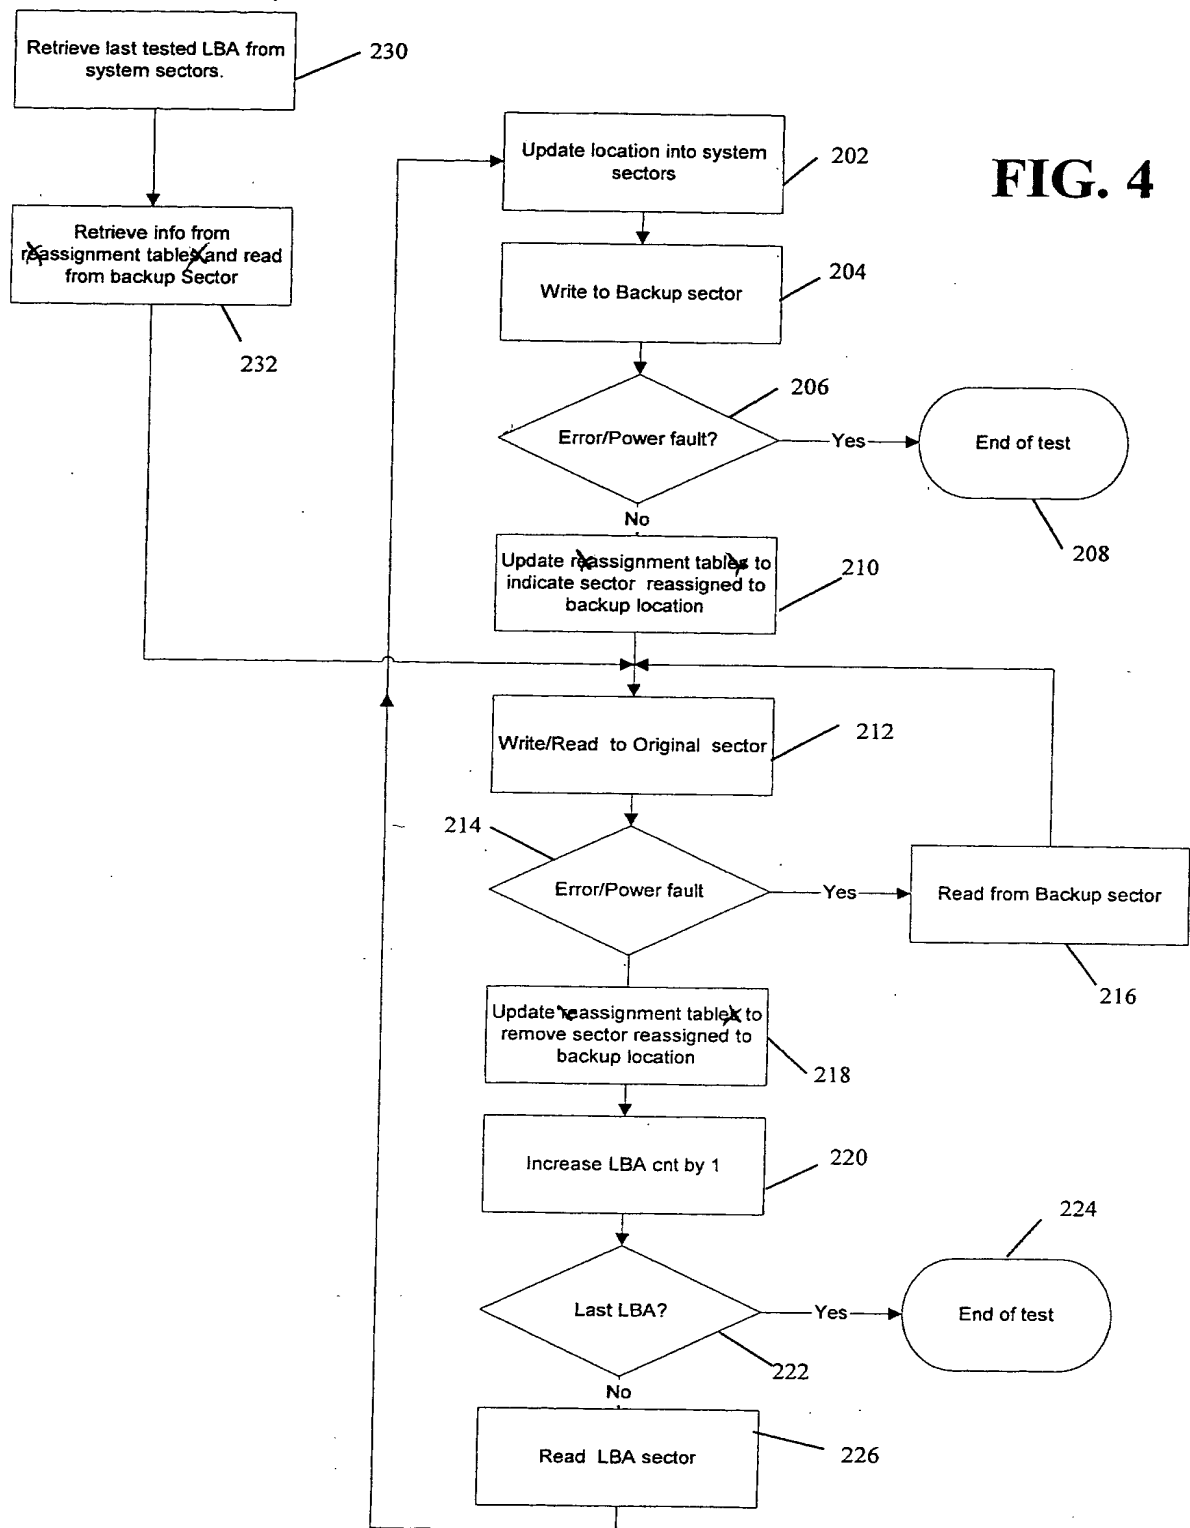 Retrieve last tested LBA from
system sectors.
230
Retrieve info from
reassignment tables and read
from backup Sector
232
FIG. 4
Update location into system
sectors
202
Write to Backup sector
204
Error/Power fault?
206
Yes
End of test
208
No
Update reassignment tables to
indicate sector reassigned to
backup location
210
Write/Read to Original sector
212
214
Error/Power fault
Yes
Read from Backup sector
216
Update reassignment tables to
remove sector reassigned to
backup location
218
Increase LBA cnt by 1
220
224
Last LBA?
Yes
End of test
222
No
Read LBA sector
226